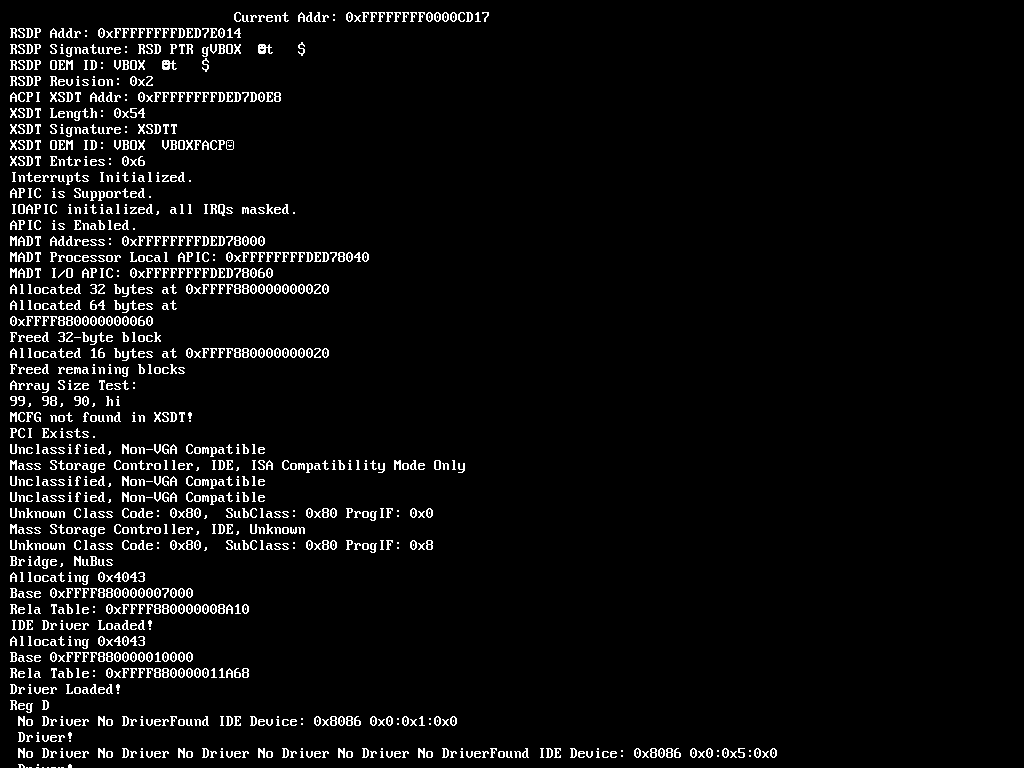 Current Addr: 0xFFFFFFFF0000CD17
RSDP Addr: 0xFFFFFFFFDED7E014
RSDP Signature: RSD PTR gVBOX  ☻t   $
RSDP OEM ID: VBOX  ☻t   $
RSDP Revision: 0x2
ACPI XSDT Addr: 0xFFFFFFFFDED7D0E8
XSDT Length: 0x54
XSDT Signature: XSDTT
XSDT OEM ID: VBOX  VBOXFACP☺
XSDT Entries: 0x6
Interrupts Initialized.
APIC is Supported.
IOAPIC initialized, all IRQs masked.
APIC is Enabled.
MADT Address: 0xFFFFFFFFDED78000
MADT Processor Local APIC: 0xFFFFFFFFDED78040
MADT I/O APIC: 0xFFFFFFFFDED78060
Allocated 32 bytes at 0xFFFF880000000020
Allocated 64 bytes at
0xFFFF880000000060
Freed 32-byte block
Allocated 16 bytes at 0xFFFF880000000020
Freed remaining blocks
Array Size Test:
99, 98, 90, hi
MCFG not found in XSDT!
PCI Exists.
Unclassified, Non-VGA Compatible
Mass Storage Controller, IDE, ISA Compatibility Mode Only
Unclassified, Non-VGA Compatible
Unclassified, Non-VGA Compatible
Unknown Class Code: 0x80,  SubClass: 0x80 ProgIF: 0x0
Mass Storage Controller, IDE, Unknown
Unknown Class Code: 0x80,  SubClass: 0x80 ProgIF: 0x8
Bridge, NuBus
Allocating 0x4043
Base 0xFFFF880000007000
Rela Table: 0xFFFF880000008A10
IDE Driver Loaded!
Allocating 0x4043
Base 0xFFFF880000010000
Rela Table: 0xFFFF880000011A68
Driver Loaded!
Reg D
No Driver No DriverFound IDE Device: 0x8086 0x0:0x1:0x0
Driver!
No Driver No Driver No Driver No Driver No Driver No DriverFound IDE Device: 0x8086 0x0:0x5:0x0
Driver!